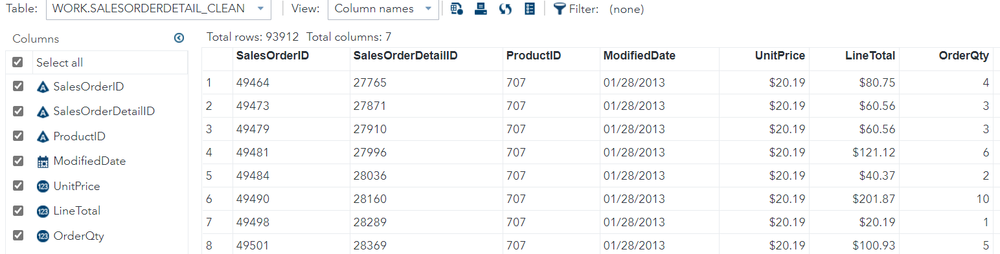 Table: WORK.SALESORDERDETAIL_CLEAN View: Column names Filter: (none)
Columns
Select all
SalesOrderID
SalesOrderDetailID
ProductID
ModifiedDate
UnitPrice
LineTotal
OrderQty
Total rows: 93912 Total columns: 7
SalesOrderID SalesOrderDetailID ProductID ModifiedDate UnitPrice LineTotal OrderQty
1 49464 27765 707 01/28/2013 $20.19 $80.75 4
2 49473 27871 707 01/28/2013 $20.19 $60.56 3
3 49479 27910 707 01/28/2013 $20.19 $60.56 3
4 49481 27996 707 01/28/2013 $20.19 $121.12 6
5 49484 28036 707 01/28/2013 $20.19 $40.37 2
6 49490 28160 707 01/28/2013 $20.19 $201.87 10
7 49498 28289 707 01/28/2013 $20.19 $20.19 1
8 49501 28369 707 01/28/2013 $20.19 $100.93 5